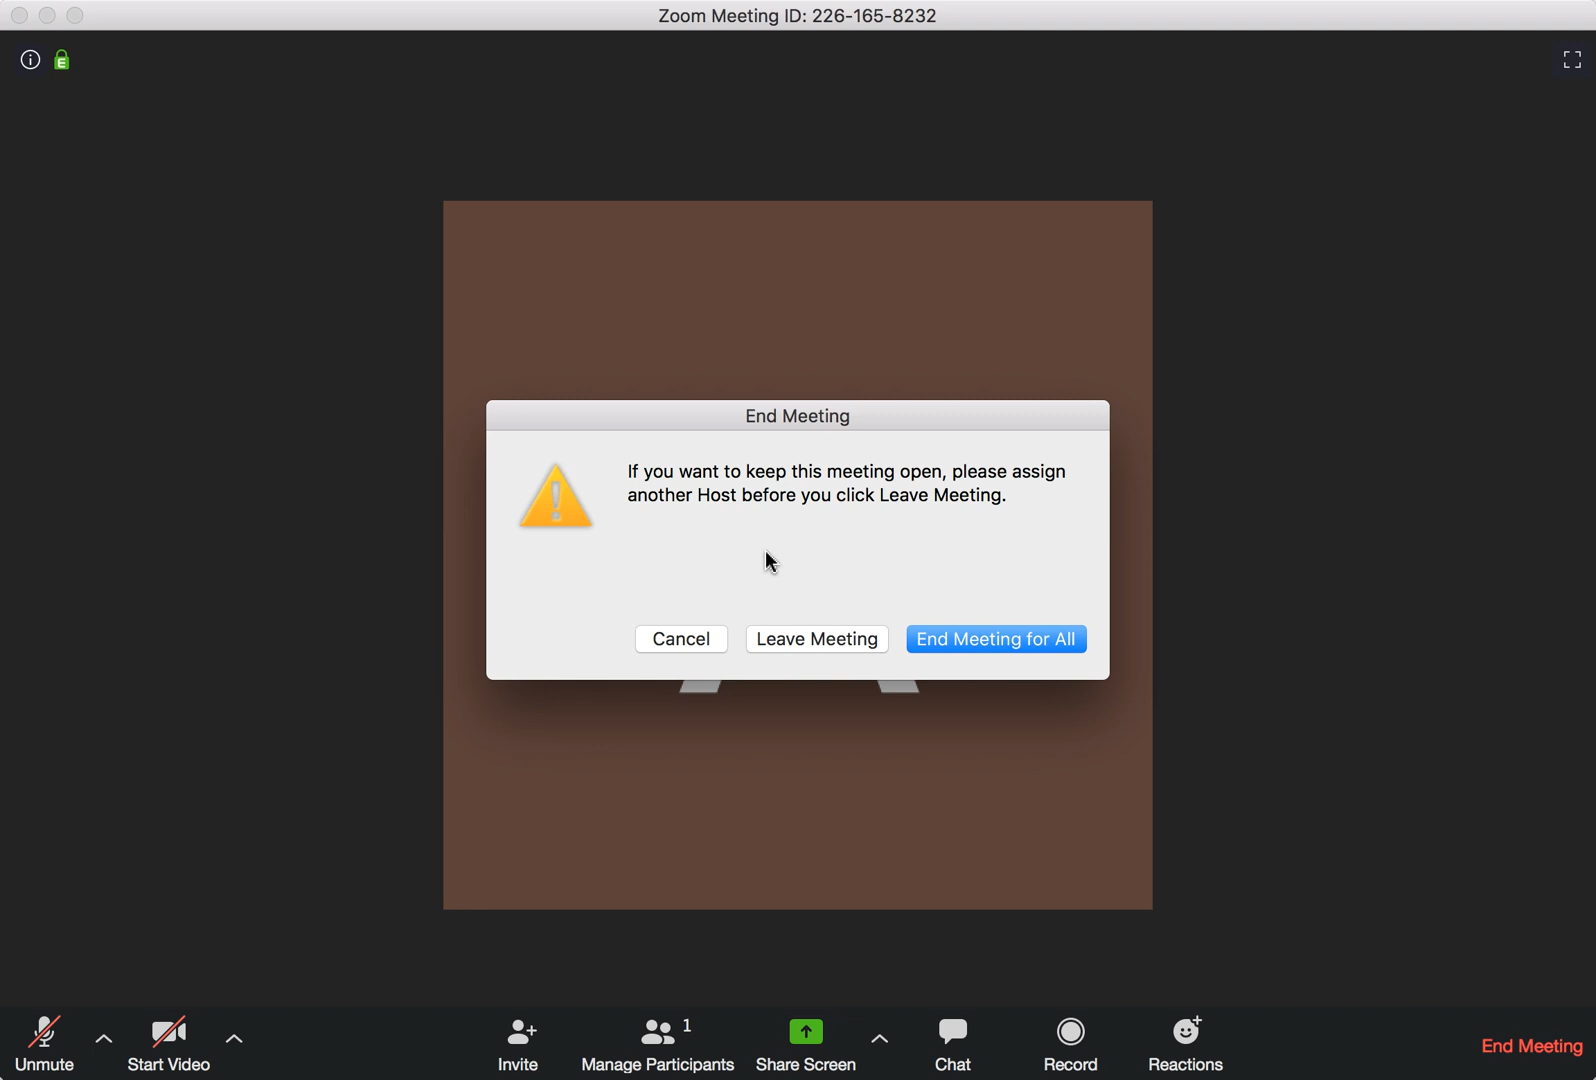 Zoom Meeting ID: 226-165-8232
E
End Meeting
If you want to keep this meeting open, please assign
another Host before you click Leave Meeting.
Cancel Leave Meeting End Meeting for All
1
Unmute Start Video Invite Manage Participants Share Screen Chat Record Reactions End Meeting